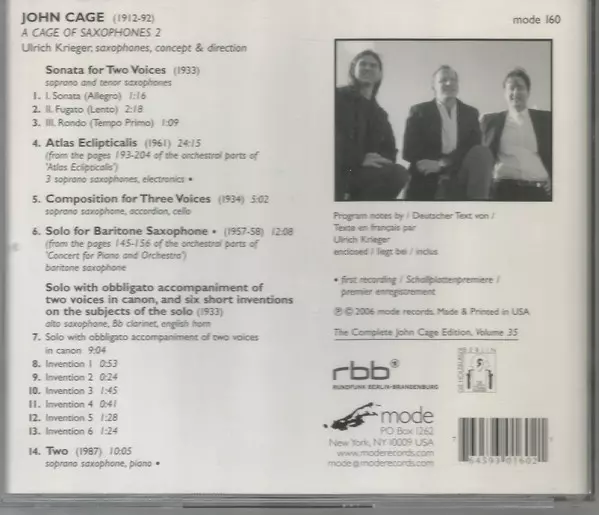 JOHN CAGE (1912-92)
A CAGE OF SAXOPHONES 2
Ulrich Krieger, saxophones, concept & direction
Sonata for Two Voices (1933)
soprano and tenor saxophones
1. I. Sonata (Allegro) 1:16
2. II. Fugato (Lento) 2:18
3. III. Rondo (Tempo Primo) 1:09
4. Atlas Eclipticalis (1961) 24:15
(from the pages 193-204 of the orchestral parts of
'Atlas Eclipticalis')
3 soprano saxophones, electronics •
5. Composition for Three Voices (1934) 5:02
soprano saxophone, accordion, cello
6. Solo for Baritone Saxophone • (1957-58) 12:08
(from the pages 145-156 of the orchestral parts of
'Concert for Piano and Orchestra')
baritone saxophone
Solo with obbligato accompaniment of
two voices in canon, and six short inventions
on the subjects of the solo (1933)
alto saxophone, Bb clarinet, english horn
7. Solo with obbligato accompaniment of two voices
in canon 9:04
8. Invention 1 0:53
9. Invention 2 0:24
10. Invention 3 1:45
11. Invention 4 0:41
12. Invention 5 1:28
13. Invention 6 1:24
14. Two (1987) 10:05
soprano saxophone, piano •
mode 160
Program notes by / Deutscher Text von /
Texte en français par
Ulrich Krieger
enclosed / liegt bei / inclus
• first recording / Schallplattenpremiere /
premier enregistrement
℗ © 2006 mode records. Made & Printed in USA
The Complete John Cage Edition, Volume 35
rbb
RUNDFUNK BERLIN-BRANDENBURG
mode
PO Box 1262
New York, NY 10009 USA
www.moderecords.com
mode@moderecords.com
64593 01602